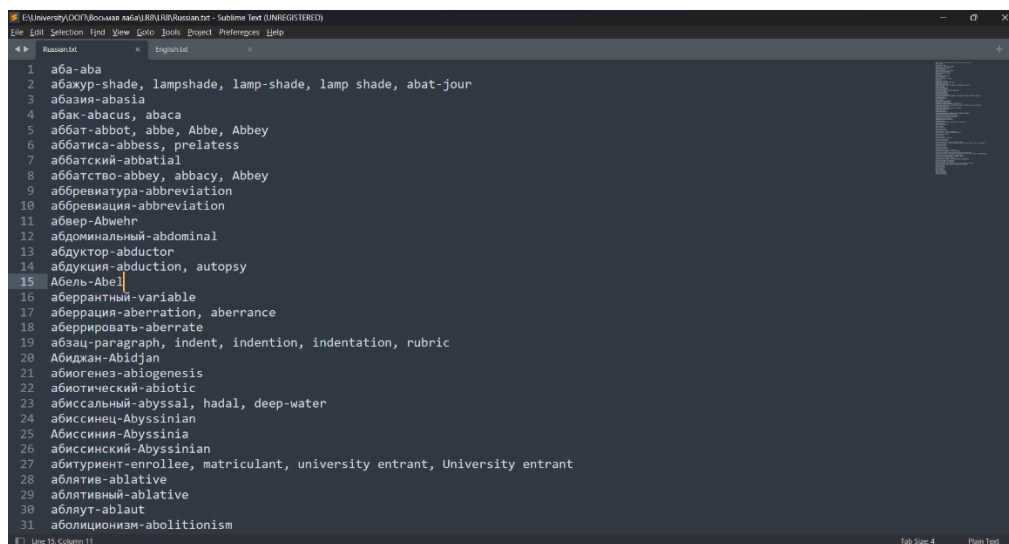 E:\University\ООП\Восьмая лаба\LR8\LR8\Russian.txt - Sublime Text (UNREGISTERED)
File Edit Selection Find View Goto Tools Project Preferences Help
Russian.txt × English.txt ×
1 аба-aba
2 абажур-shade, lampshade, lamp-shade, lamp shade, abat-jour
3 абазия-abasia
4 абак-abacus, abaca
5 аббат-abbot, abbe, Abbe, Abbey
6 аббатиса-abbess, prelatess
7 аббатский-abbatial
8 аббатство-abbey, abbacy, Abbey
9 аббревиатура-abbreviation
10 аббревиация-abbreviation
11 абвер-Abwehr
12 абдоминальный-abdominal
13 абдуктор-abductor
14 абдукция-abduction, autopsy
15 Абель-Abel
16 аберрантный-variable
17 аберрация-aberration, aberrance
18 аберрировать-aberrate
19 абзац-paragraph, indent, indention, indentation, rubric
20 Абиджан-Abidjan
21 абиогенез-abiogenesis
22 абиотический-abiotic
23 абиссальный-abyssal, hadal, deep-water
24 абиссинец-Abyssinian
25 Абиссиния-Abyssinia
26 абиссинский-Abyssinian
27 абитуриент-enrollee, matriculant, university entrant, University entrant
28 аблятив-ablative
29 аблятивный-ablative
30 абляут-ablaut
31 аболиционизм-abolitionism
Line 15, Column 11 Tab Size: 4 Plain Text